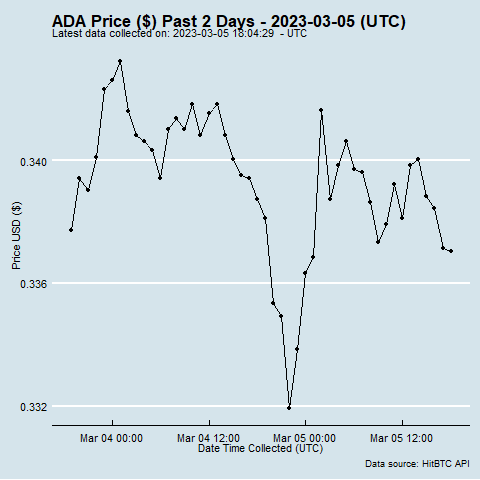 ADA Price ($) Past 2 Days - 2023-03-05 (UTC)
Latest data collected on: 2023-03-05 18:04:29  - UTC
Price USD ($)
0.340
0.336
0.332
Mar 04 00:00 Mar 04 12:00 Mar 05 00:00 Mar 05 12:00
Date Time Collected (UTC)
Data source: HitBTC API